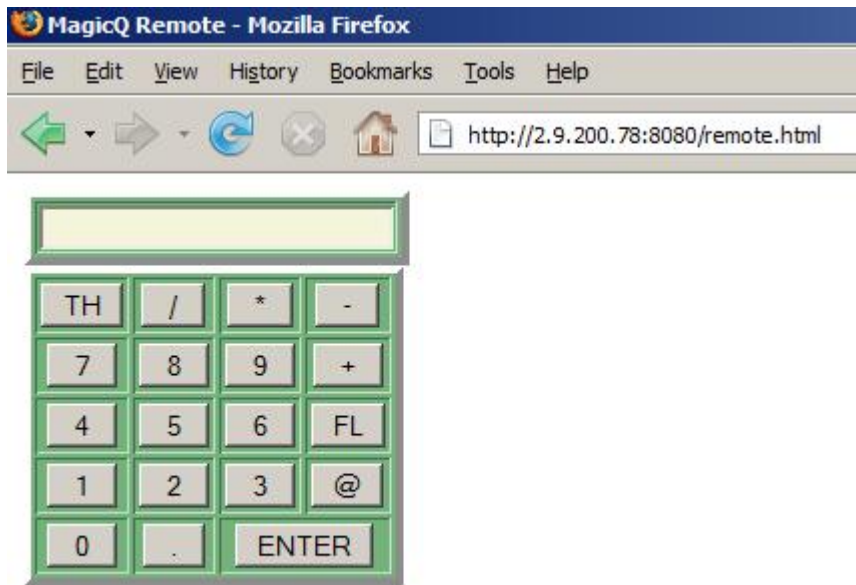 MagicQ Remote - Mozilla Firefox
File Edit View History Bookmarks Tools Help
http://2.9.200.78:8080/remote.html
TH / * -
7 8 9 +
4 5 6 FL
1 2 3 @
0 . ENTER